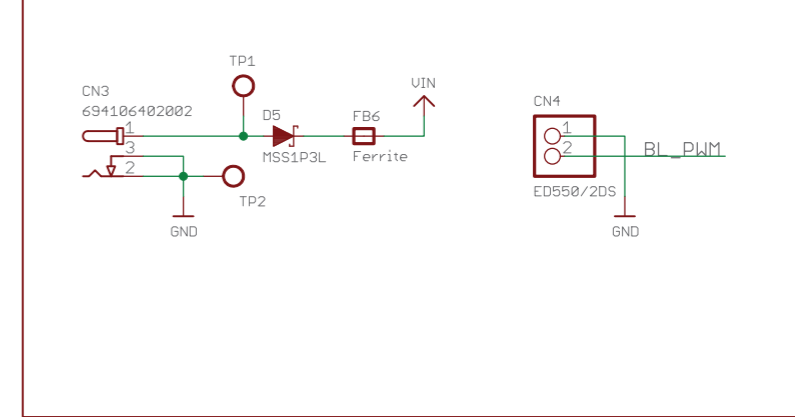 TP1
CN3
694106402002
1
3
2
D5
MSS1P3L
FB6
Ferrite
VIN
TP2
GND
CN4
1
2
BL_PWM
ED550/2DS
GND